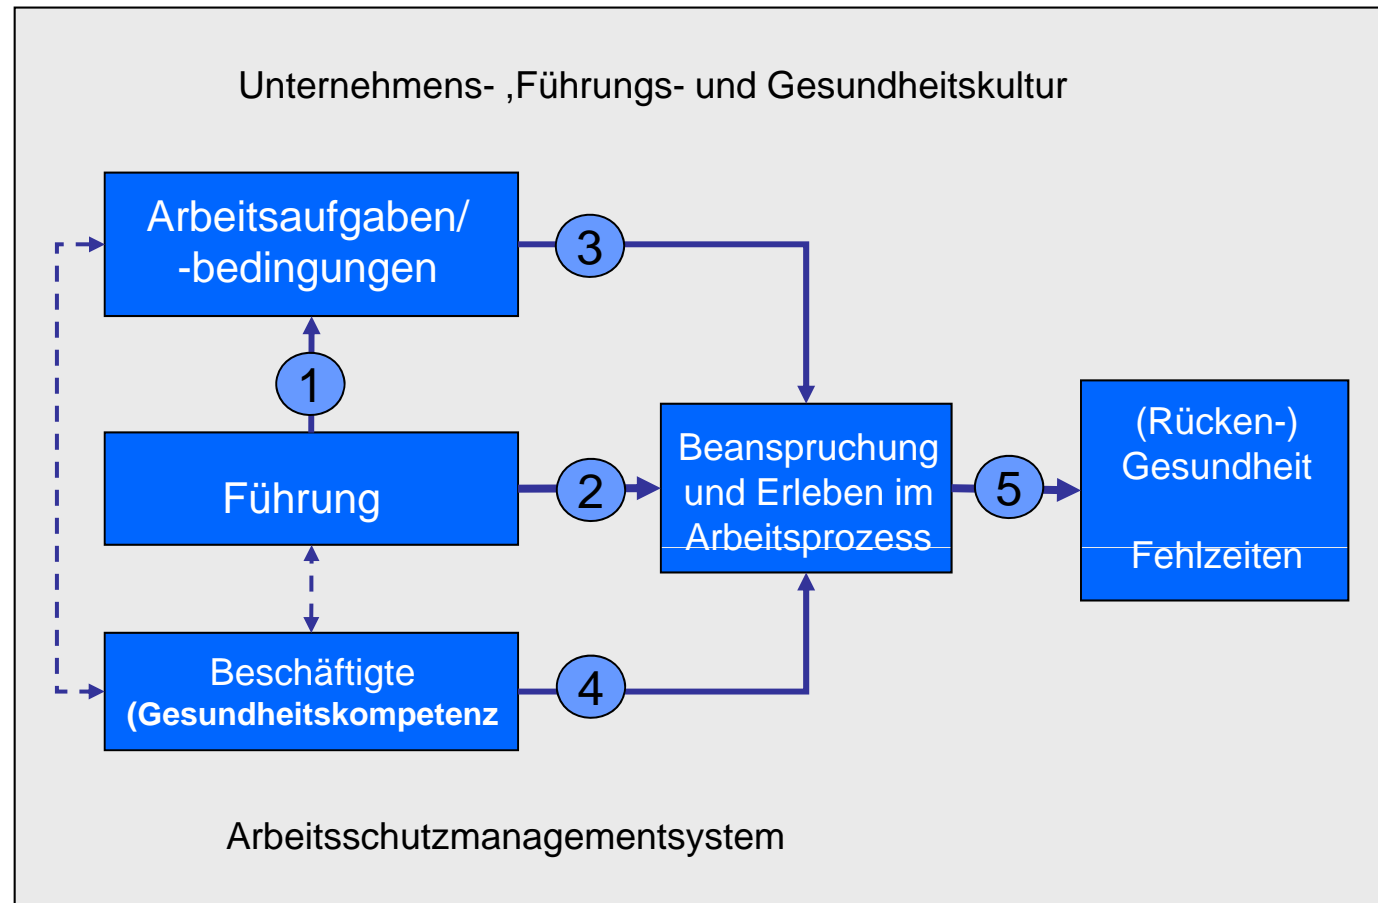 Unternehmens- ,Führungs- und Gesundheitskultur
Arbeitsaufgaben/
-bedingungen
3
1
Führung
2
Beanspruchung
und Erleben im
Arbeitsprozess
5
(Rücken-)
Gesundheit
Fehlzeiten
Beschäftigte
(Gesundheitskompetenz
4
Arbeitsschutzmanagementsystem